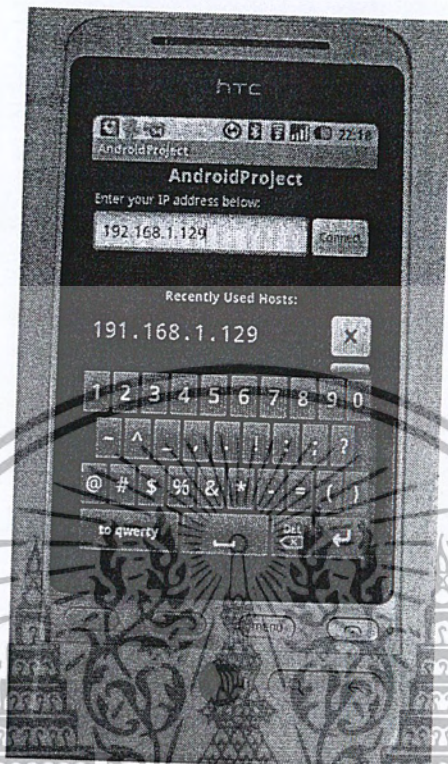 hTC
22:18
AndroidProject
AndroidProject
Enter your IP address below:
192.168.1.129
Connect
Recently Used Hosts:
191.168.1.129
X
1 2 3 4 5 6 7 8 9 0
@ # $ % & * - = ( )
to qwerty
DEL
MENU